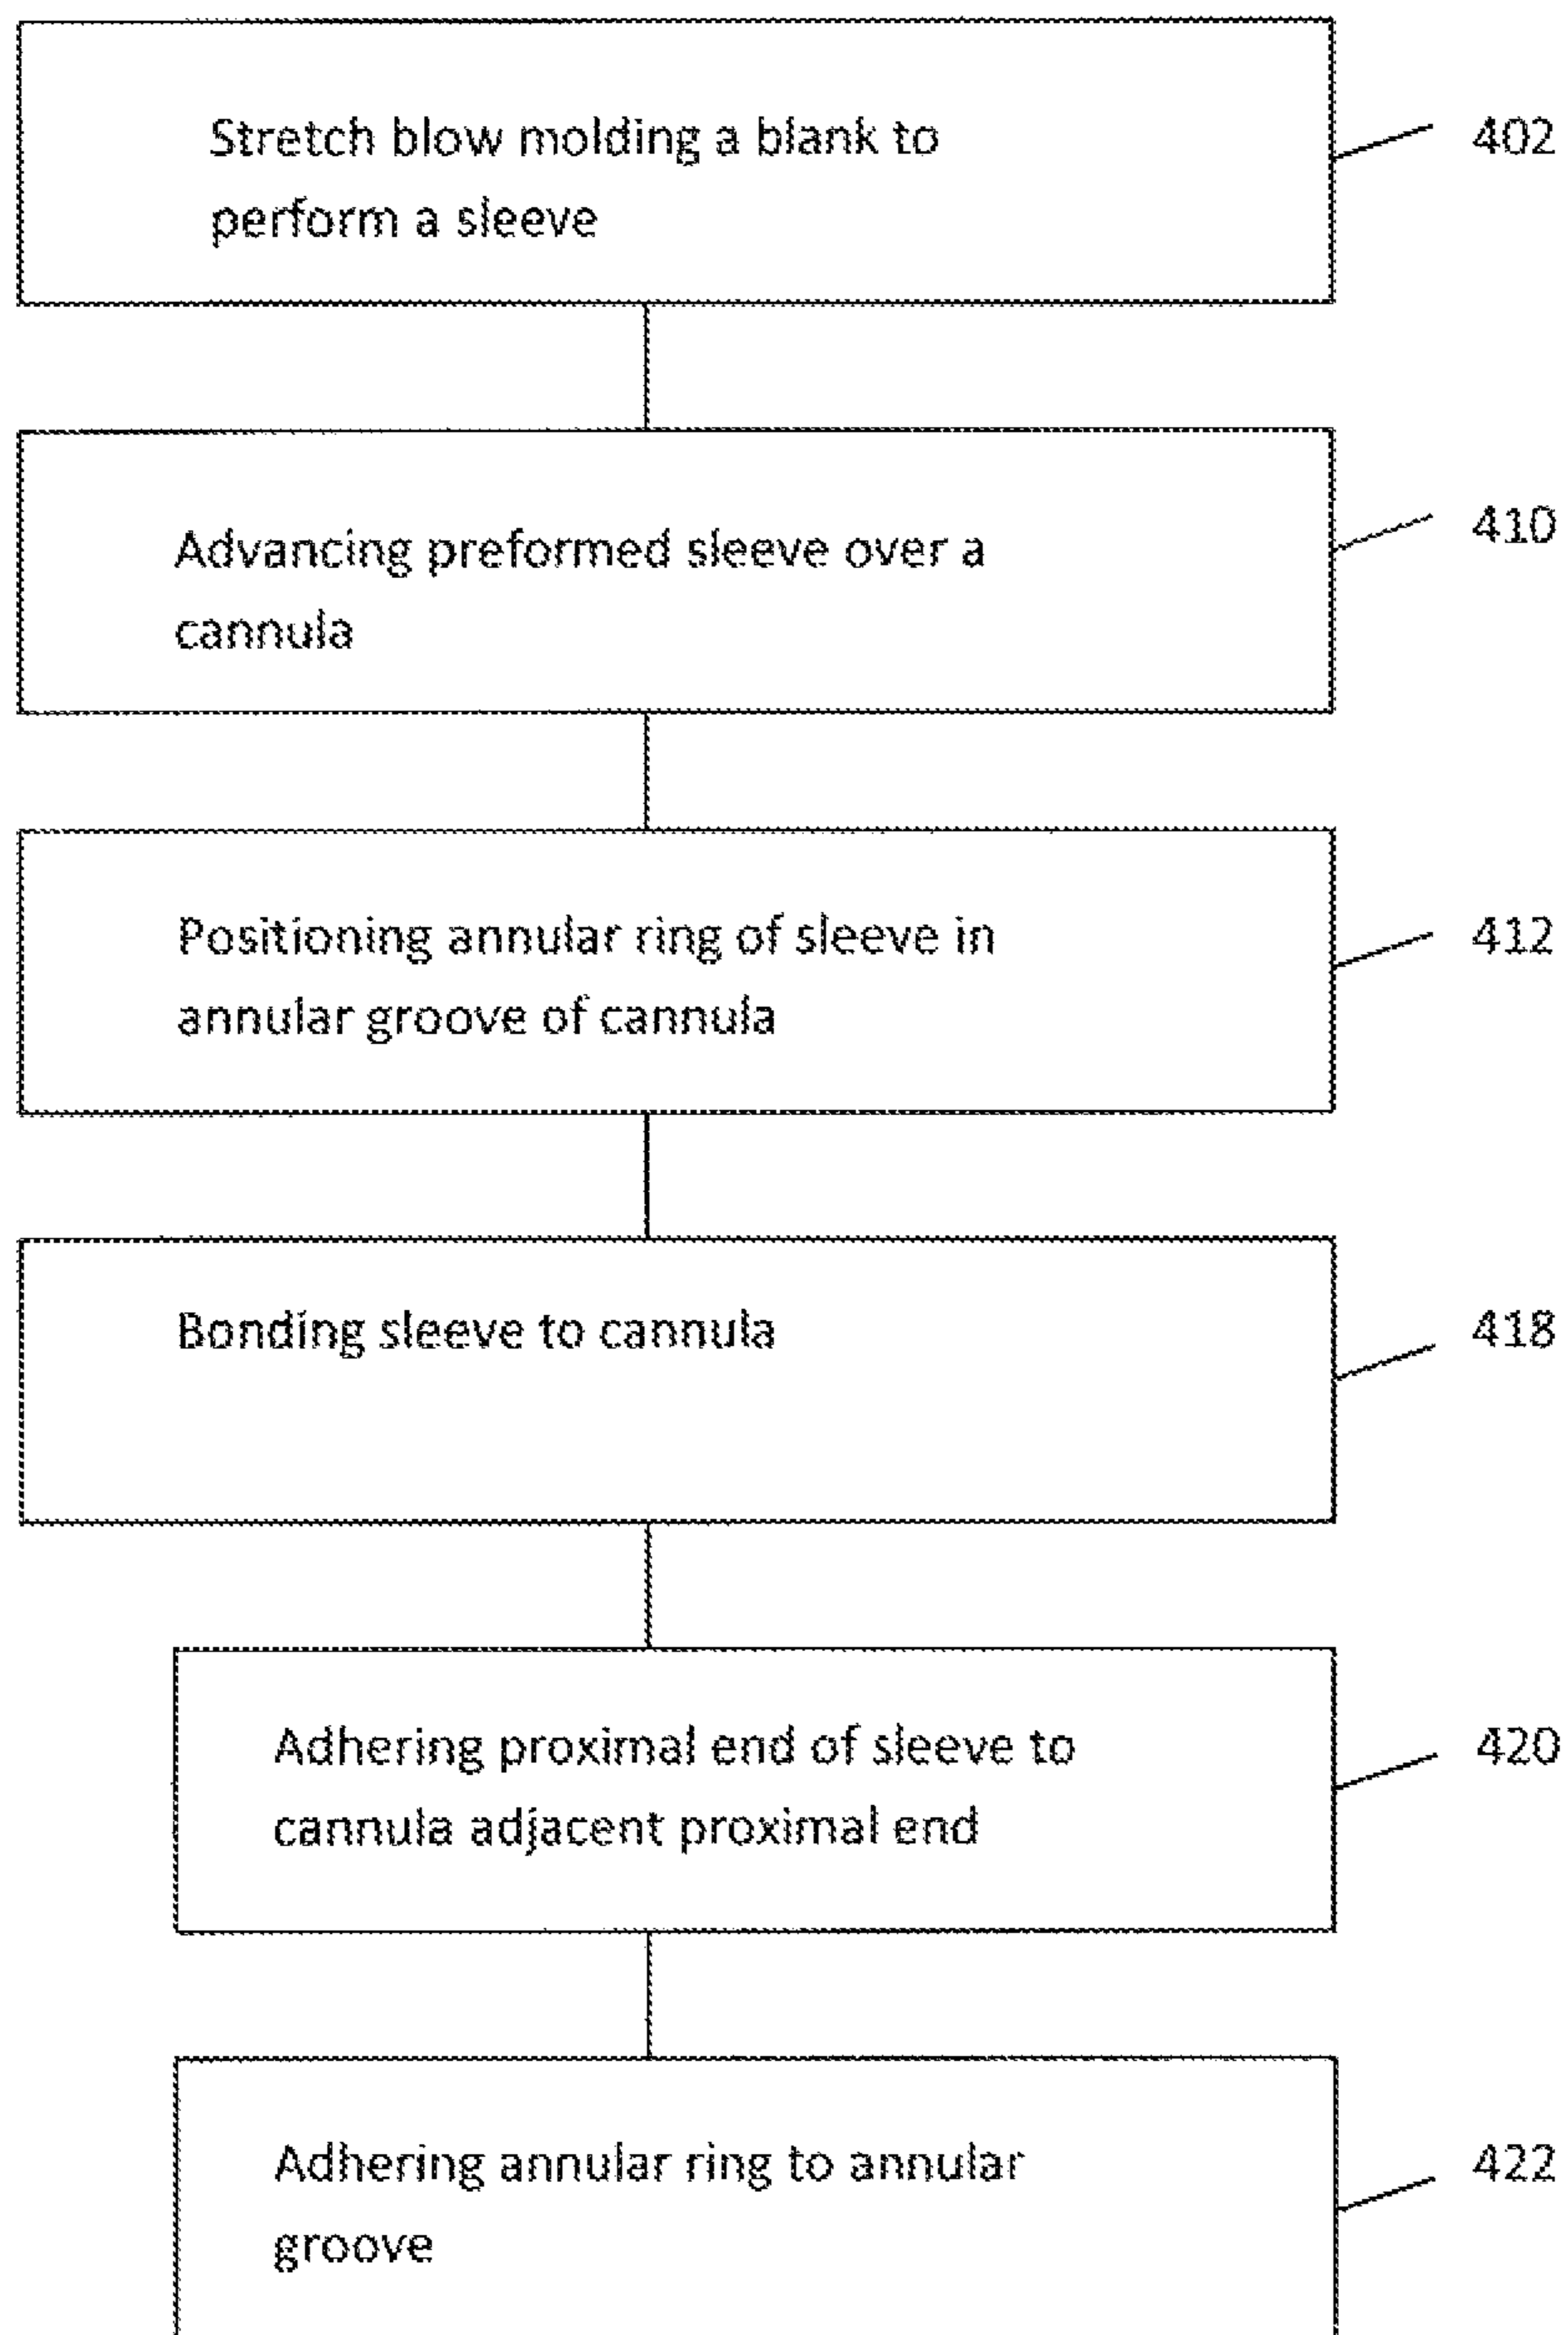 Stretch blow molding a blank to
perform a sleeve
402
Advancing preformed sleeve over a
cannula
410
Positioning annular ring of sleeve in
annular groove of cannula
412
Bonding sleeve to cannula
418
Adhering proximal end of sleeve to
cannula adjacent proximal end
420
Adhering annular ring to annular
groove
422